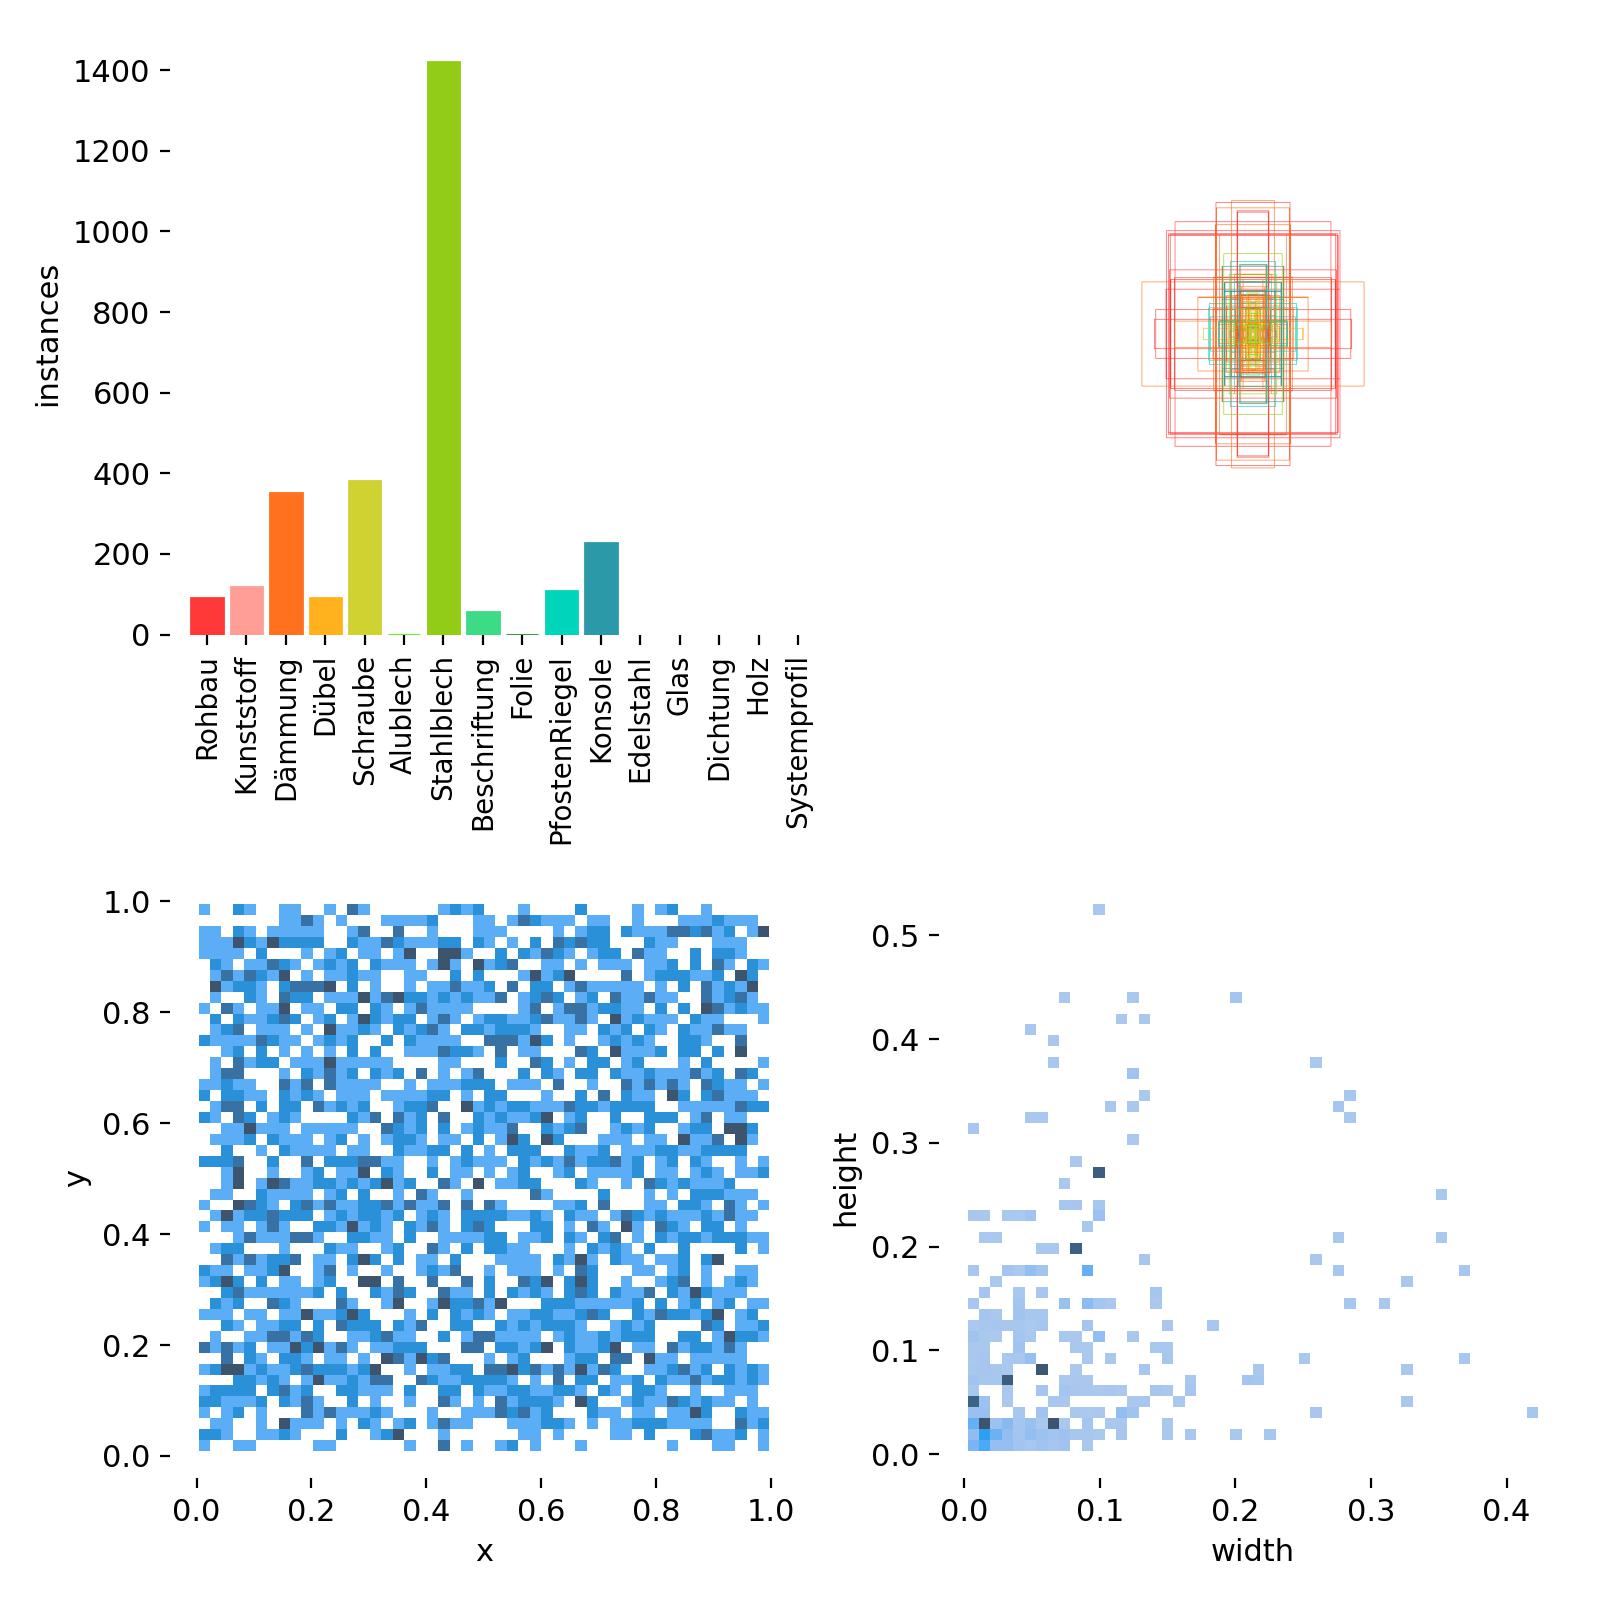 instances
1400
1200
1000
800
600
400
200
0
Rohbau
Kunststoff
Dämmung
Dübel
Schraube
Alublech
Stahlblech
Beschriftung
Folie
PfostenRiegel
Konsole
Edelstahl
Glas
Dichtung
Holz
Systemprofil
y
1.0
0.8
0.6
0.4
0.2
0.0
0.0 0.2 0.4 0.6 0.8 1.0
x
height
0.5
0.4
0.3
0.2
0.1
0.0
0.0 0.1 0.2 0.3 0.4
width